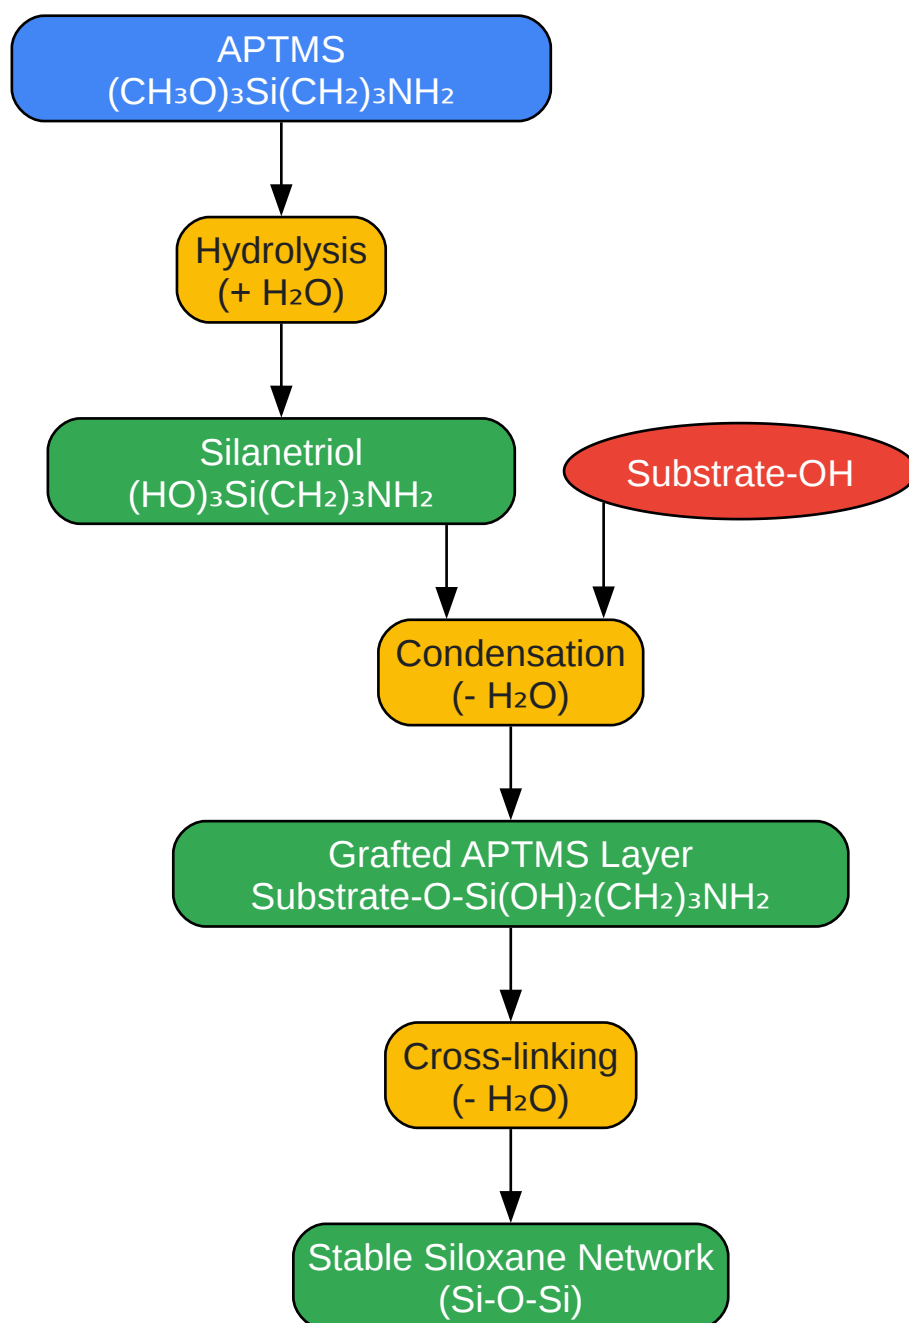 APTMS
(CH₃O)₃Si(CH₂)₃NH₂
Hydrolysis
(+ H₂O)
Silanetriol
(HO)₃Si(CH₂)₃NH₂
Substrate-OH
Condensation
(- H₂O)
Grafted APTMS Layer
Substrate-O-Si(OH)₂(CH₂)₃NH₂
Cross-linking
(- H₂O)
Stable Siloxane Network
(Si-O-Si)